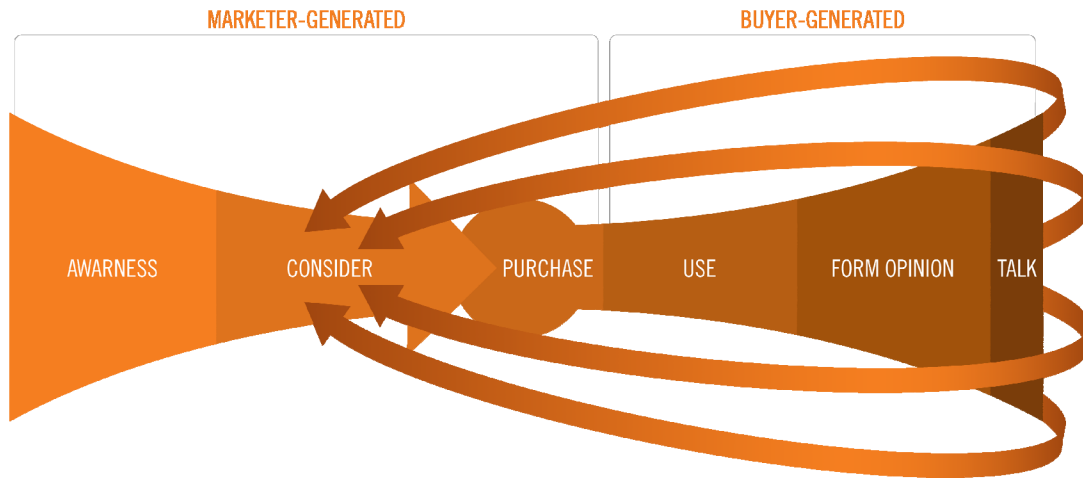 MARKETER-GENERATED
BUYER-GENERATED
AWARNESS
CONSIDER
PURCHASE
USE
FORM OPINION
TALK